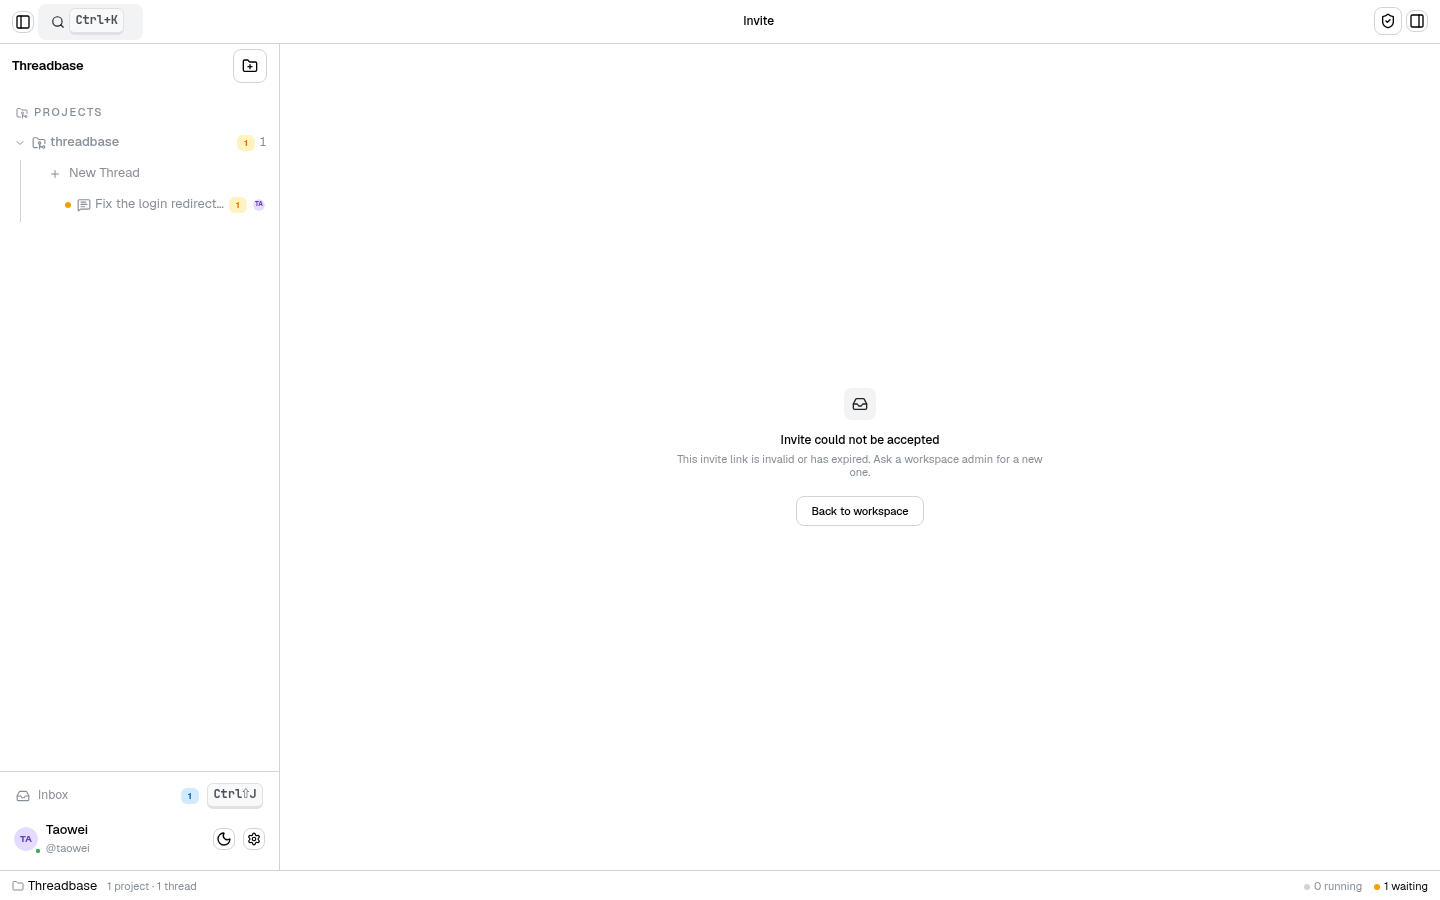 Ctrl+K
Invite
Threadbase
PROJECTS
threadbase 1 1
New Thread
Fix the login redirect... 1 TA
Invite could not be accepted
This invite link is invalid or has expired. Ask a workspace admin for a new
one.
Back to workspace
Inbox 1 Ctrl⇧J
TA Taowei
@taowei
Threadbase 1 project · 1 thread 0 running 1 waiting